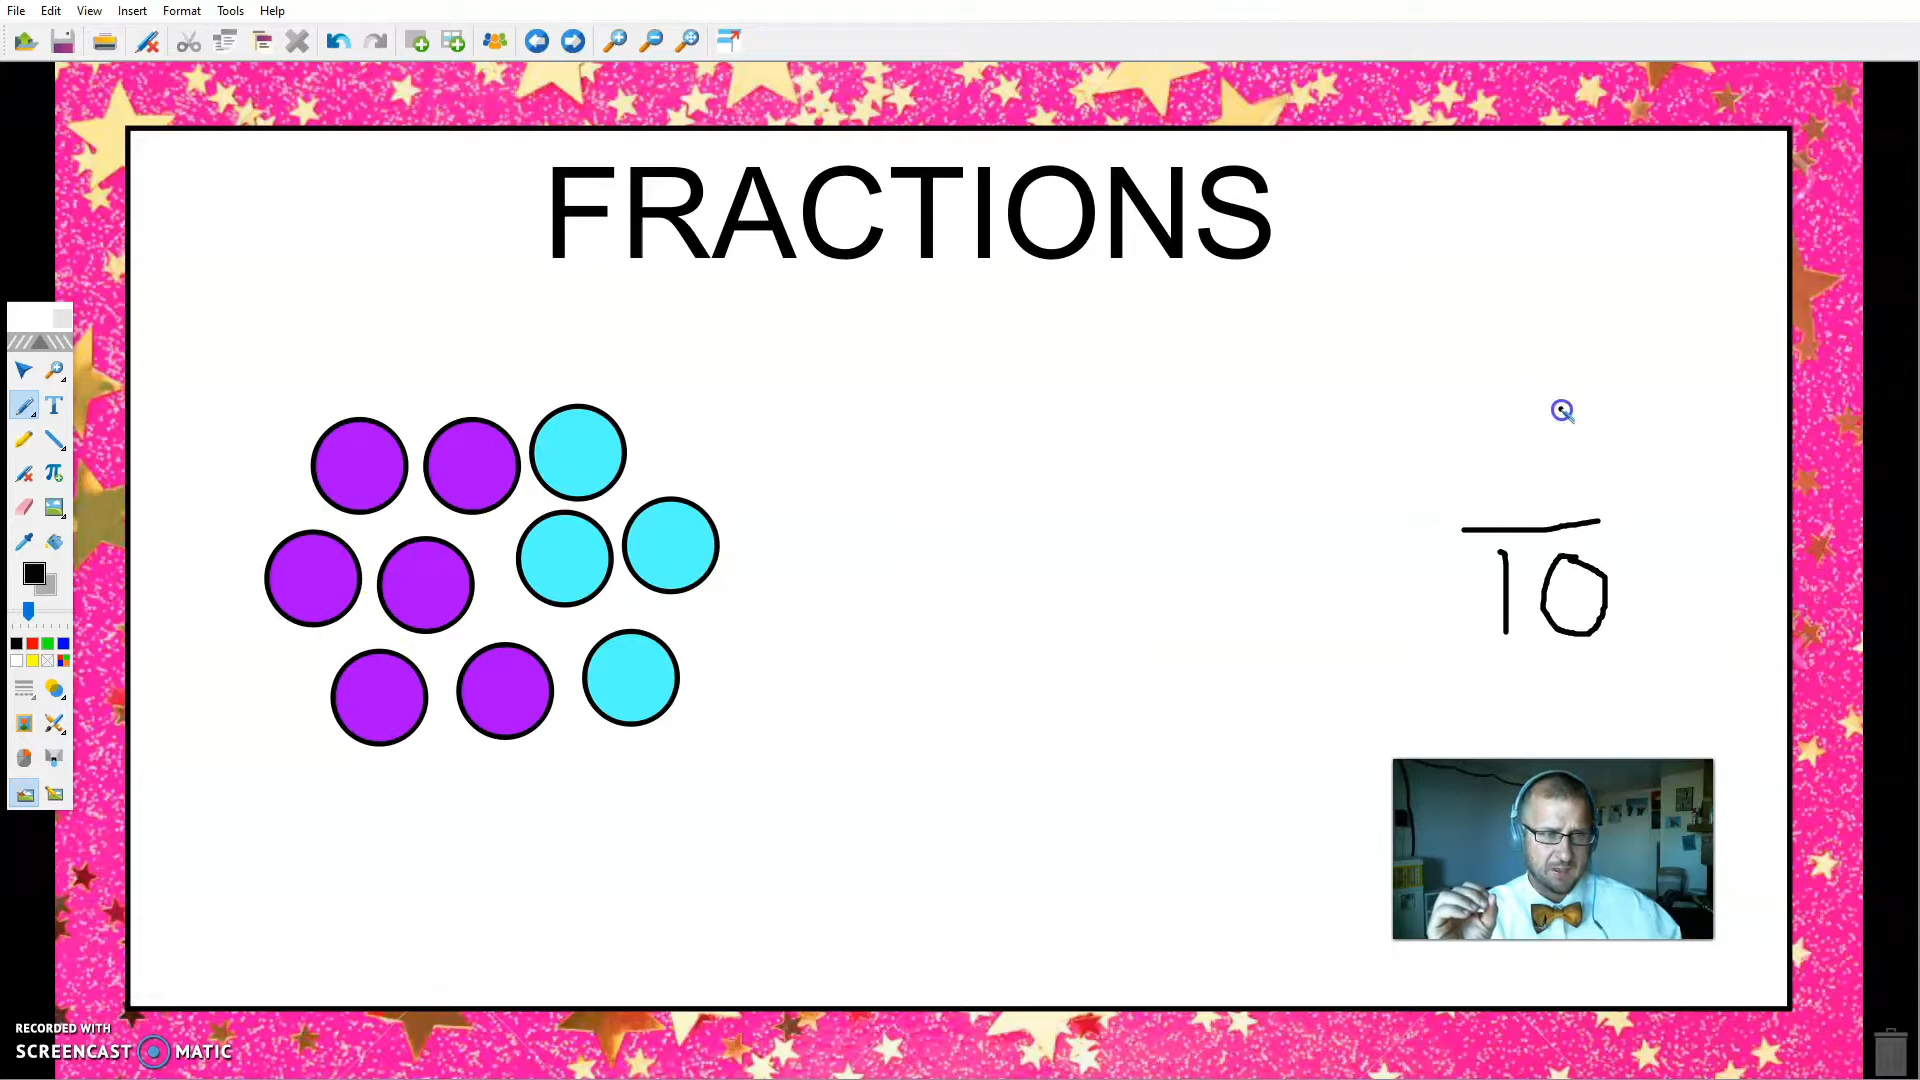 File Edit View Insert Format Tools Help
FRACTIONS
10
RECORDED WITH
SCREENCAST MATIC